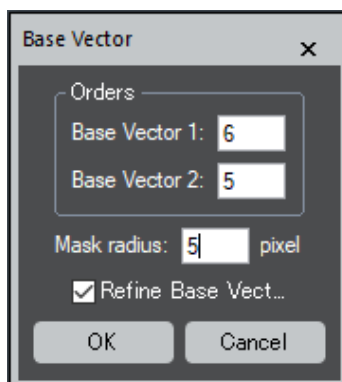 Base Vector
Orders
Base Vector 1: 6
Base Vector 2: 5
Mask radius: 5 pixel
Refine Base Vect...
OK Cancel